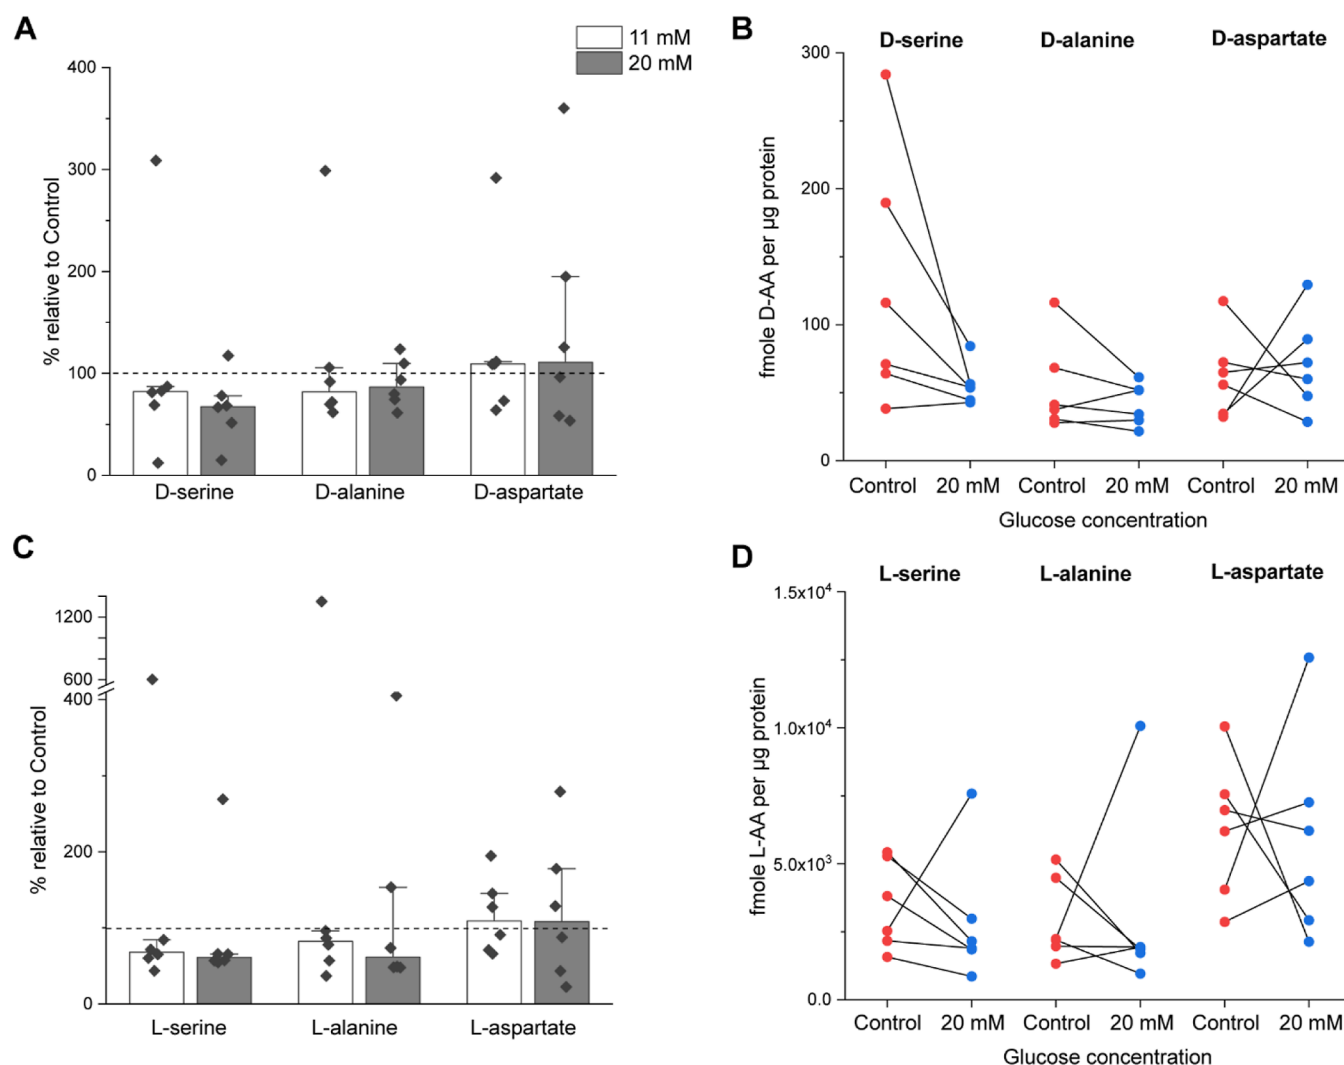 A
11 mM
20 mM
400
300
200
100
0
% relative to Control
D-serine D-alanine D-aspartate
B
D-serine D-alanine D-aspartate
300
200
100
0
fmole D-AA per µg protein
Control 20 mM Control 20 mM Control 20 mM
Glucose concentration
C
1200
600
400
200
0
% relative to Control
L-serine L-alanine L-aspartate
D
L-serine L-alanine L-aspartate
1.5x10⁴
1.0x10⁴
5.0x10³
0.0
fmole L-AA per µg protein
Control 20 mM Control 20 mM Control 20 mM
Glucose concentration